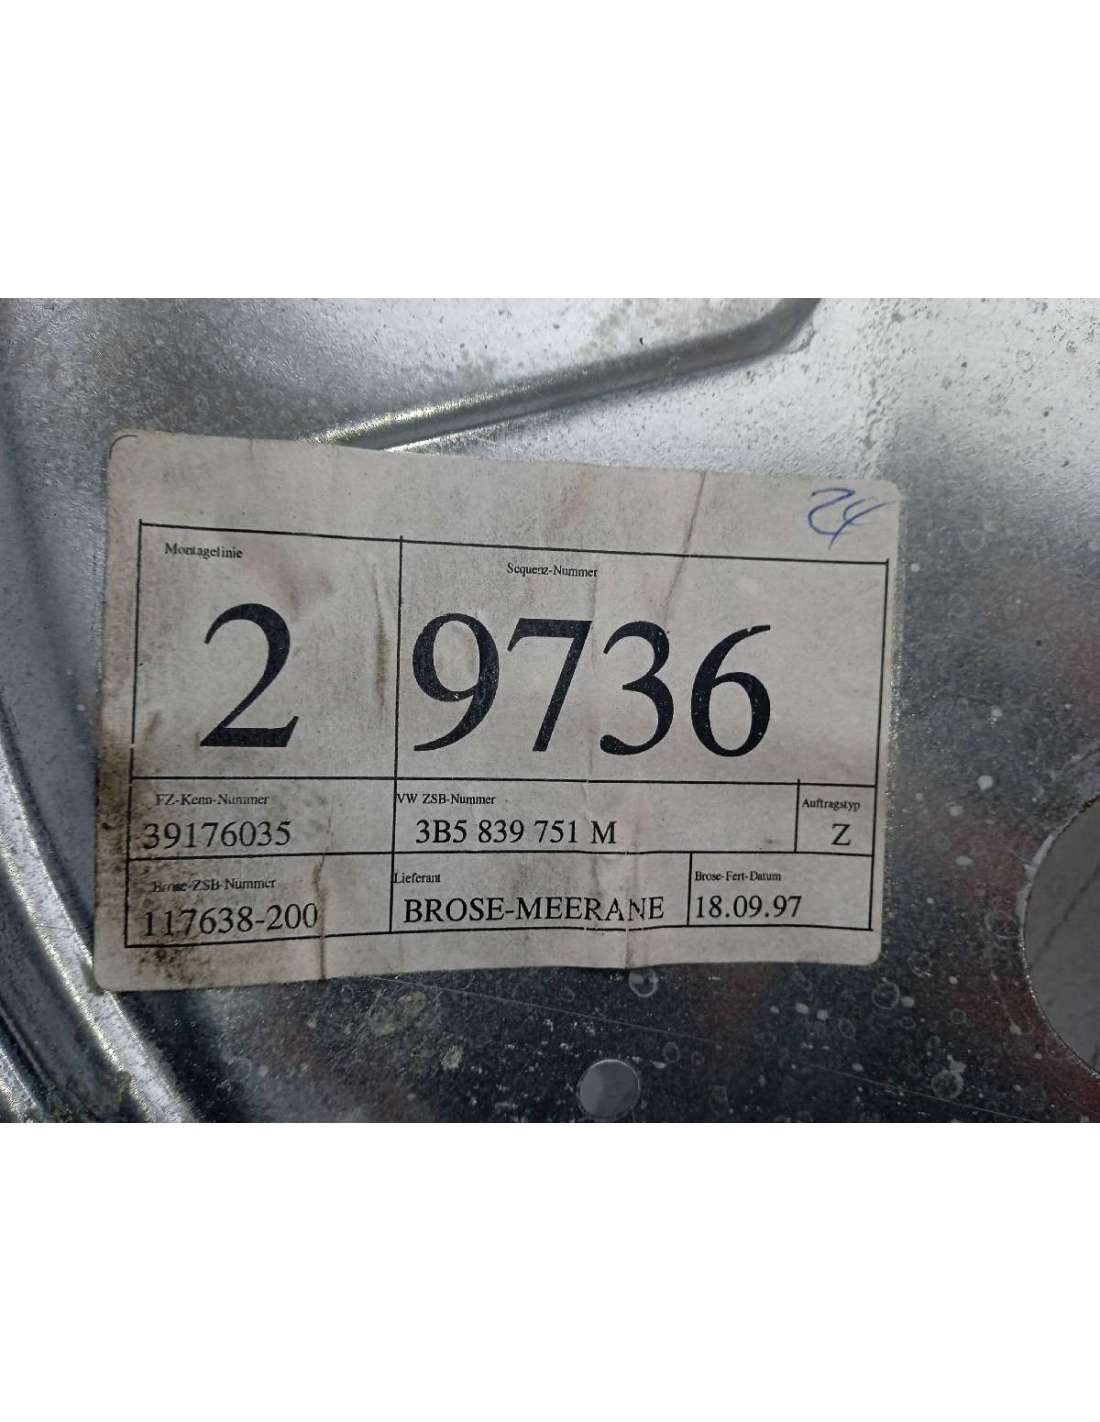 24
Montagelinie
Sequenz-Nummer
2
9736
FZ-Kenn-Nummer
VW ZSB-Nummer
Auftragstyp
39176035
3B5 839 751 M
Z
Brose-ZSB-Nummer
Lieferant
Brose-Fert-Datum
117638-200
BROSE-MEERANE
18.09.97